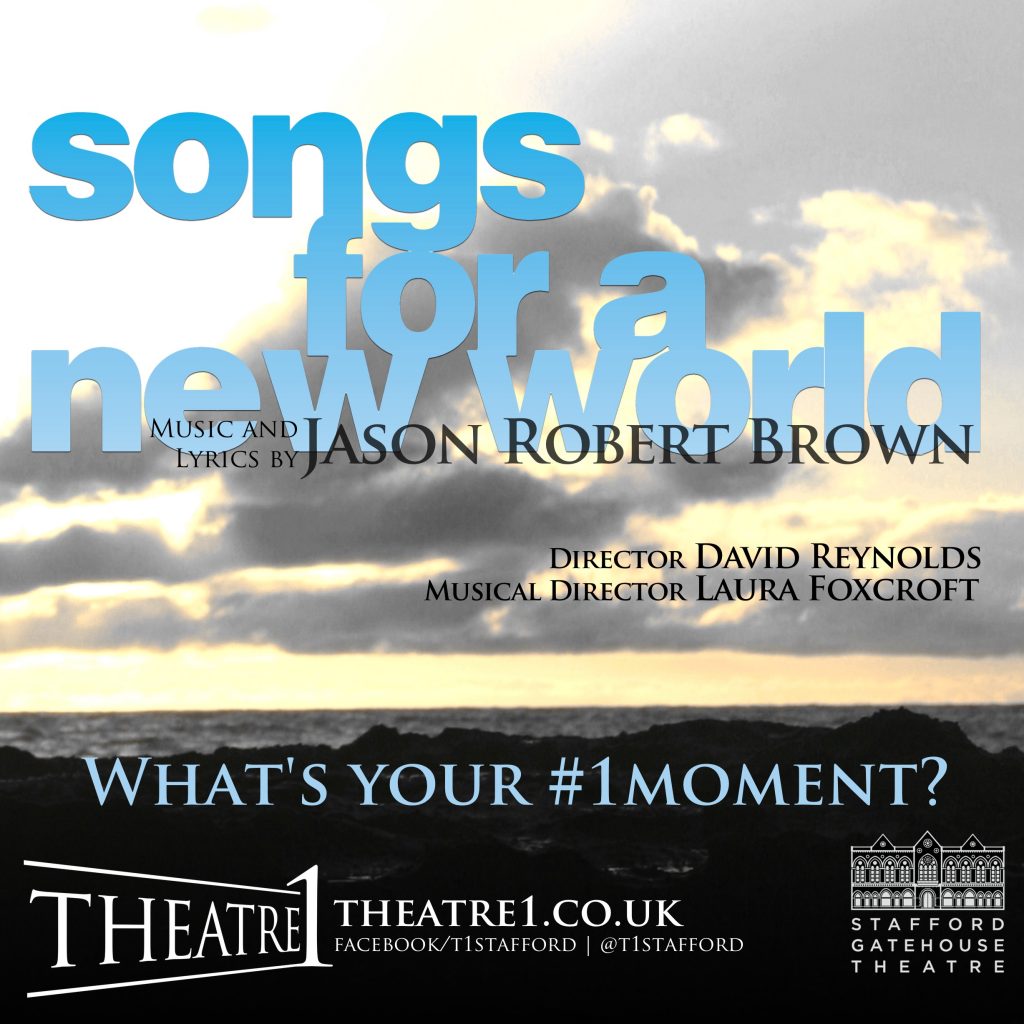 songs
for a
new world
Music and
Lyrics by Jason Robert Brown
Director David Reynolds
Musical Director Laura Foxcroft
What's your #1moment?
Theatre1
theatre1.co.uk
facebook/t1stafford | @t1stafford
STAFFORD
GATEHOUSE
THEATRE